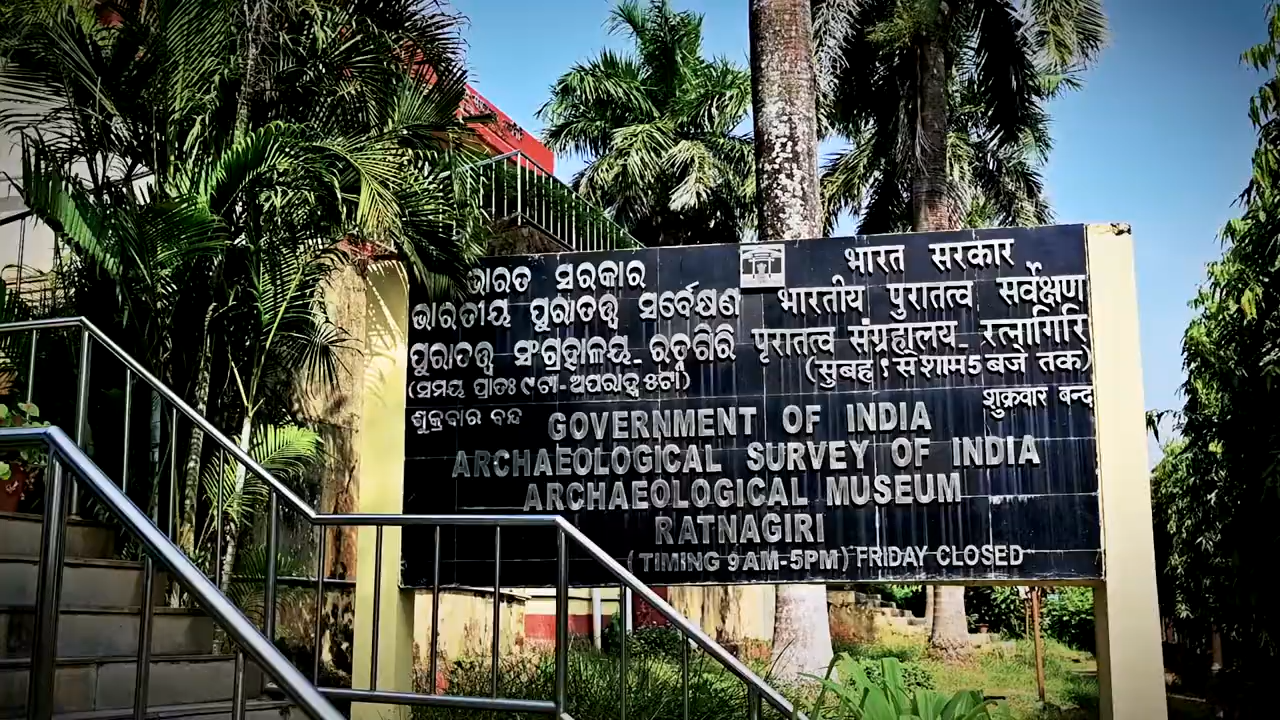 ଭାରତ ସରକାର
ଭାରତୀୟ ପୁରାତତ୍ତ୍ୱ ସର୍ବେକ୍ଷଣ
ପୁରାତତ୍ତ୍ୱ ସଂଗ୍ରହାଳୟ ରତ୍ନଗିରି
(ସମୟ ପ୍ରାତଃ ୯ଟା- ଅପରାହ୍ନ ୫ଟା)
ଶୁକ୍ରବାର ବନ୍ଦ
भारत सरकार
भारतीय पुरातत्व सर्वेक्षण
पुरातत्व संग्रहालय रत्नागिरि
(सुबह ९ से शाम 5 बजे तक)
शुक्रवार बन्द
GOVERNMENT OF INDIA
ARCHAEOLOGICAL SURVEY OF INDIA
ARCHAEOLOGICAL MUSEUM
RATNAGIRI
(TIMING 9AM-5PM) FRIDAY CLOSED